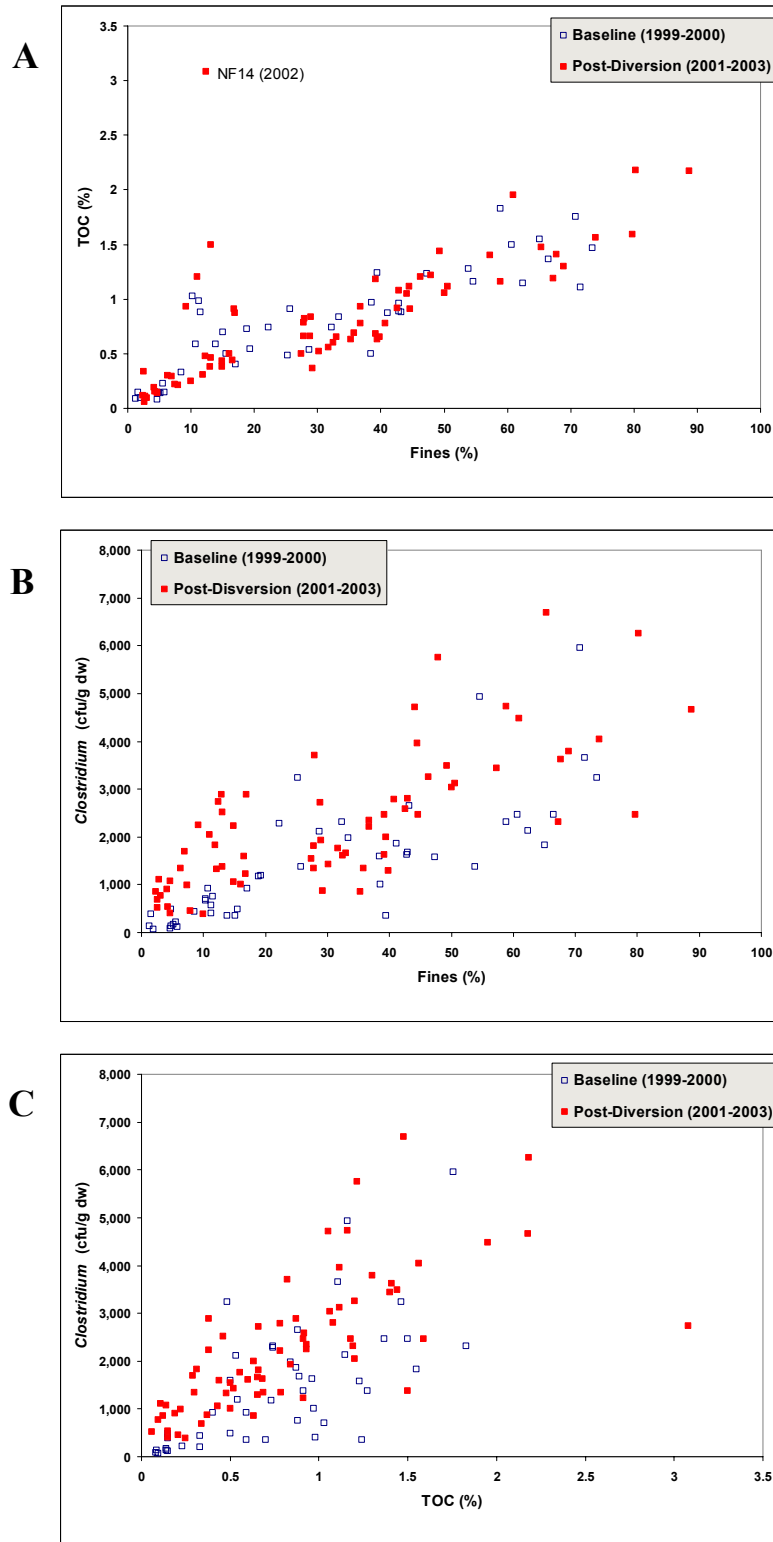 A
Baseline (1999-2000)
Post-Diversion (2001-2003)
NF14 (2002)
TOC (%)
4
3.5
3
2.5
2
1.5
1
0.5
0
0 10 20 30 40 50 60 70 80 90 100
Fines (%)
B
Baseline (1999-2000)
Post-Disversion (2001-2003)
Clostridium (cfu/g dw)
8,000
7,000
6,000
5,000
4,000
3,000
2,000
1,000
0
0 10 20 30 40 50 60 70 80 90 100
Fines (%)
C
Baseline (1999-2000)
Post-Diversion (2001-2003)
Clostridium (cfu/g dw)
8,000
7,000
6,000
5,000
4,000
3,000
2,000
1,000
0
0 0.5 1 1.5 2 2.5 3 3.5
TOC (%)